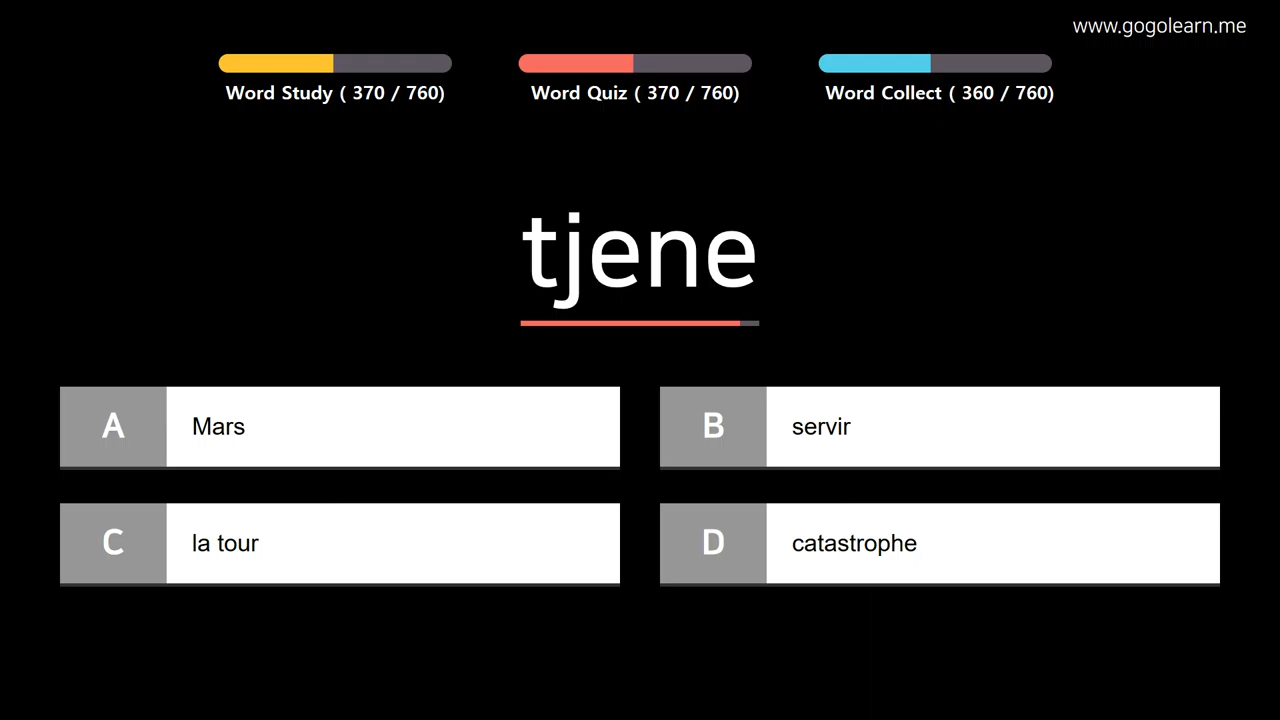 www.gogolearn.me
Word Study ( 370 / 760)
Word Quiz ( 370 / 760)
Word Collect ( 360 / 760)
tjene
A Mars
B servir
C la tour
D catastrophe